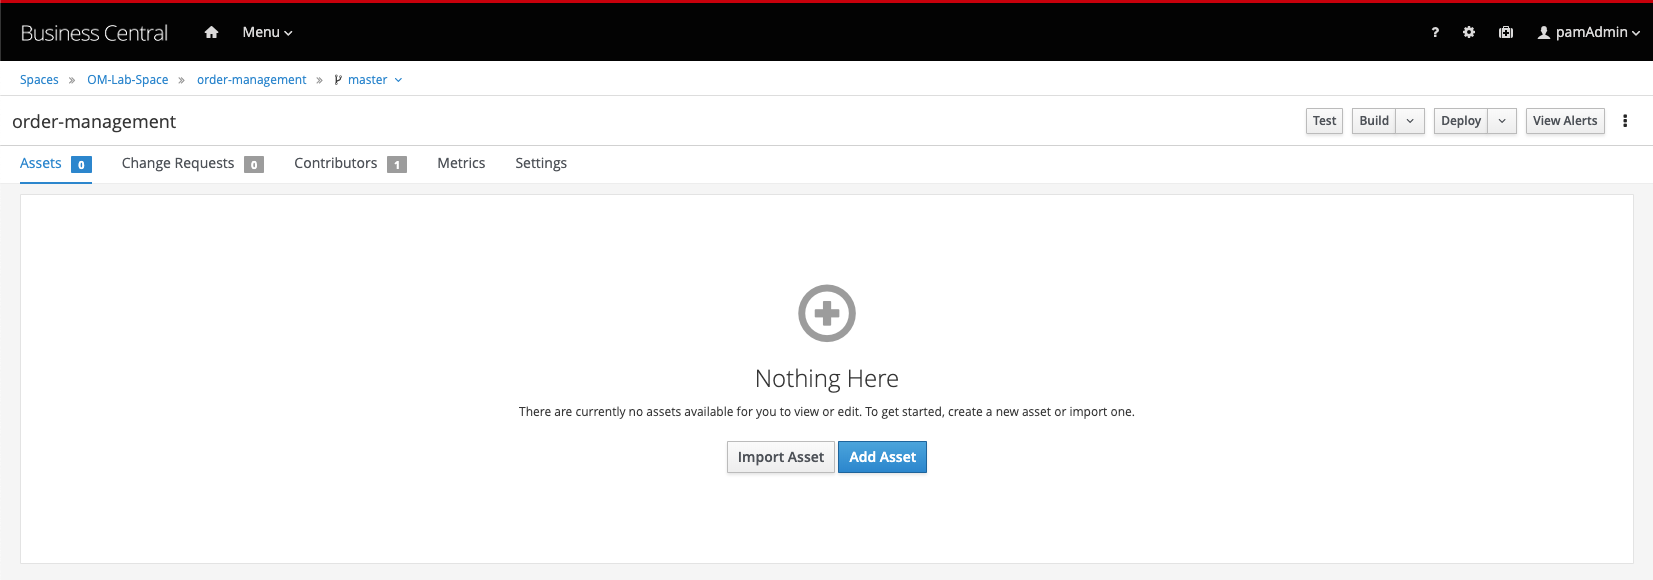 Business Central Menu ? pamAdmin
Spaces » OM-Lab-Space » order-management » master
order-management Test Build Deploy View Alerts
Assets 0 Change Requests 0 Contributors 1 Metrics Settings
Nothing Here
There are currently no assets available for you to view or edit. To get started, create a new asset or import one.
Import Asset Add Asset